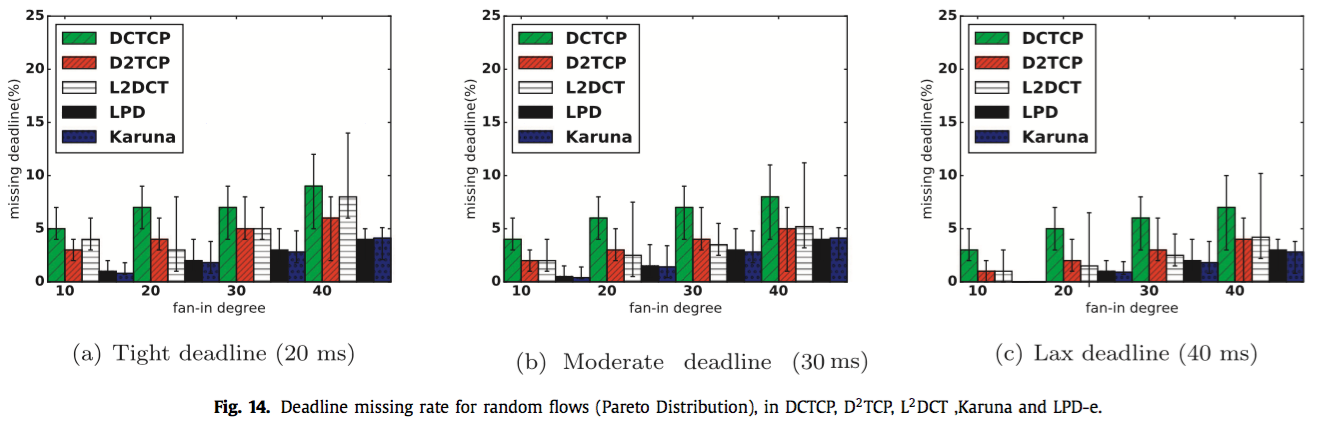 25
20
15
10
5
0
missing deadline(%)
DCTCP
D2TCP
L2DCT
LPD
Karuna
10 20 30 40
fan-in degree
(a) Tight deadline (20 ms)
25
20
15
10
5
0
missing deadline(%)
DCTCP
D2TCP
L2DCT
LPD
Karuna
10 20 30 40
fan-in degree
(b) Moderate deadline (30 ms)
25
20
15
10
5
0
missing deadline(%)
DCTCP
D2TCP
L2DCT
LPD
Karuna
10 20 30 40
fan-in degree
(c) Lax deadline (40 ms)
Fig. 14. Deadline missing rate for random flows (Pareto Distribution), in DCTCP, D²TCP, L²DCT ,Karuna and LPD-e.